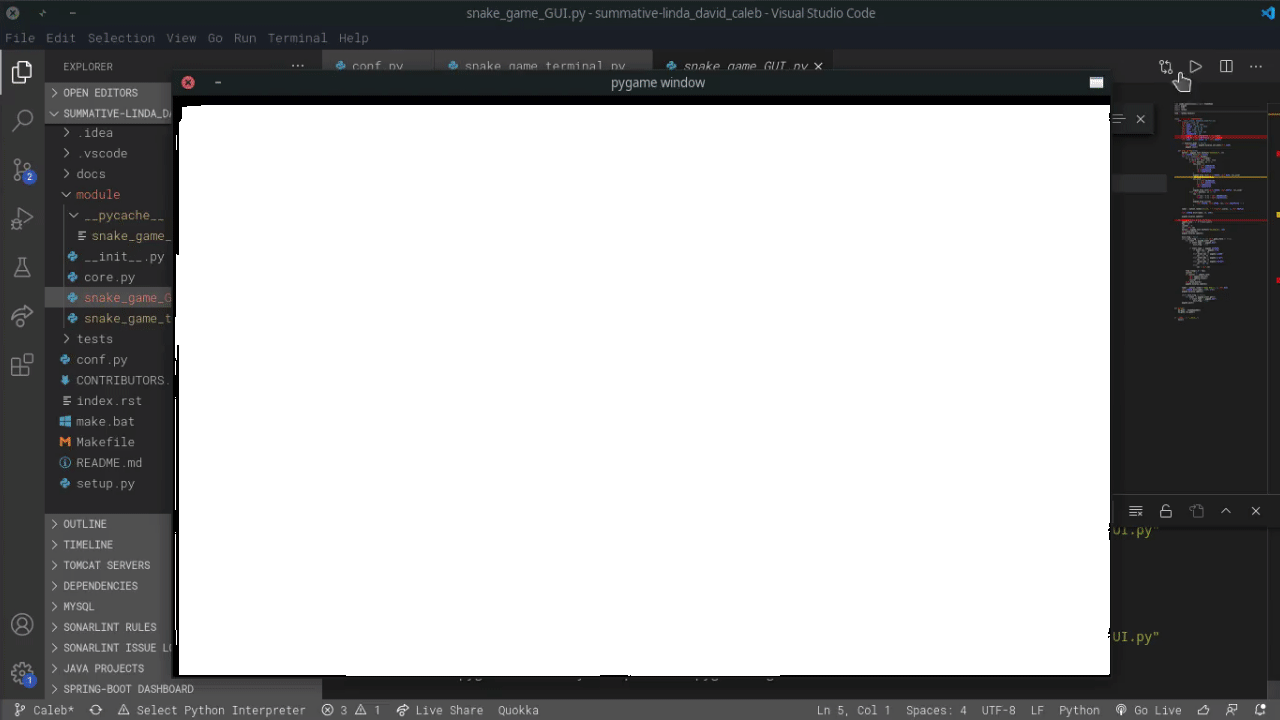 snake_game_GUI.py - summative-linda_david_caleb - Visual Studio Code
File Edit Selection View Go Run Terminal Help
EXPLORER
conf.py
snake_game_terminal.py
snake_game_GUI.py
pygame window
OPEN EDITORS
SUMMATIVE-LINDA_DA
.idea
.vscode
docs
module
__pycache__
snake_game_
__init__.py
core.py
snake_game_G
snake_game_t
tests
conf.py
CONTRIBUTORS.
index.rst
make.bat
Makefile
README.md
setup.py
OUTLINE
TIMELINE
TOMCAT SERVERS
DEPENDENCIES
MYSQL
SONARLINT RULES
SONARLINT ISSUE LO
JAVA PROJECTS
SPRING-BOOT DASHBOARD
UI.py"
UI.py"
2
1
Caleb* Select Python Interpreter 3 1 Live Share Quokka Ln 5, Col 1 Spaces: 4 UTF-8 LF Python Go Live